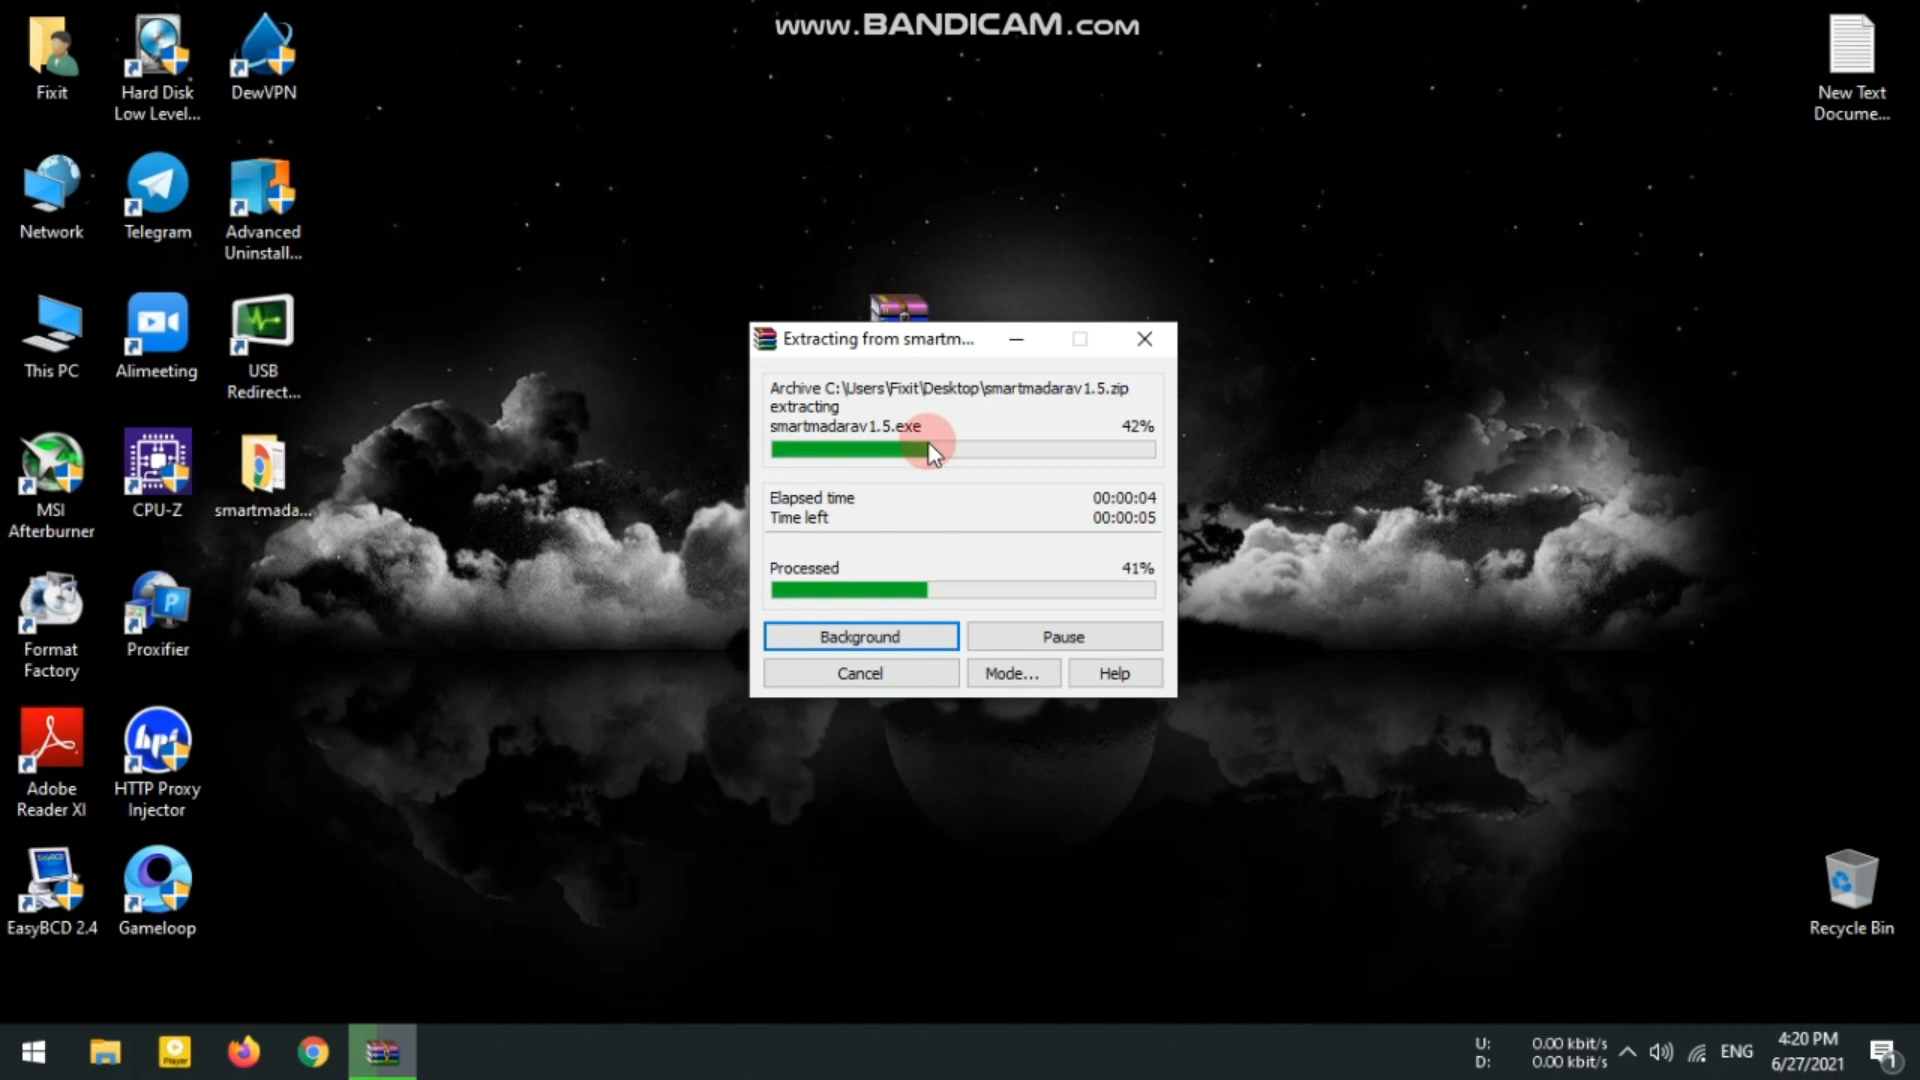 www.BANDICAM.com
Fixit
Hard Disk
Low Level...
DewVPN
New Text
Docume...
Network
Telegram
Advanced
Uninstall...
This PC
Alimeeting
USB
Redirect...
MSI
Afterburner
CPU-Z
smartmada...
Format
Factory
Proxifier
Adobe
Reader XI
hpi
HTTP Proxy
Injector
EasyBCD
EasyBCD 2.4
Gameloop
Recycle Bin
Extracting from smartm...
Archive C:\Users\Fixit\Desktop\smartmadarav1.5.zip
extracting
smartmadarav1.5.exe 42%
Elapsed time 00:00:04
Time left 00:00:05
Processed 41%
Background Pause
Cancel Mode... Help
Player
U: 0.00 kbit/s
D: 0.00 kbit/s
ENG
4:20 PM
6/27/2021
1